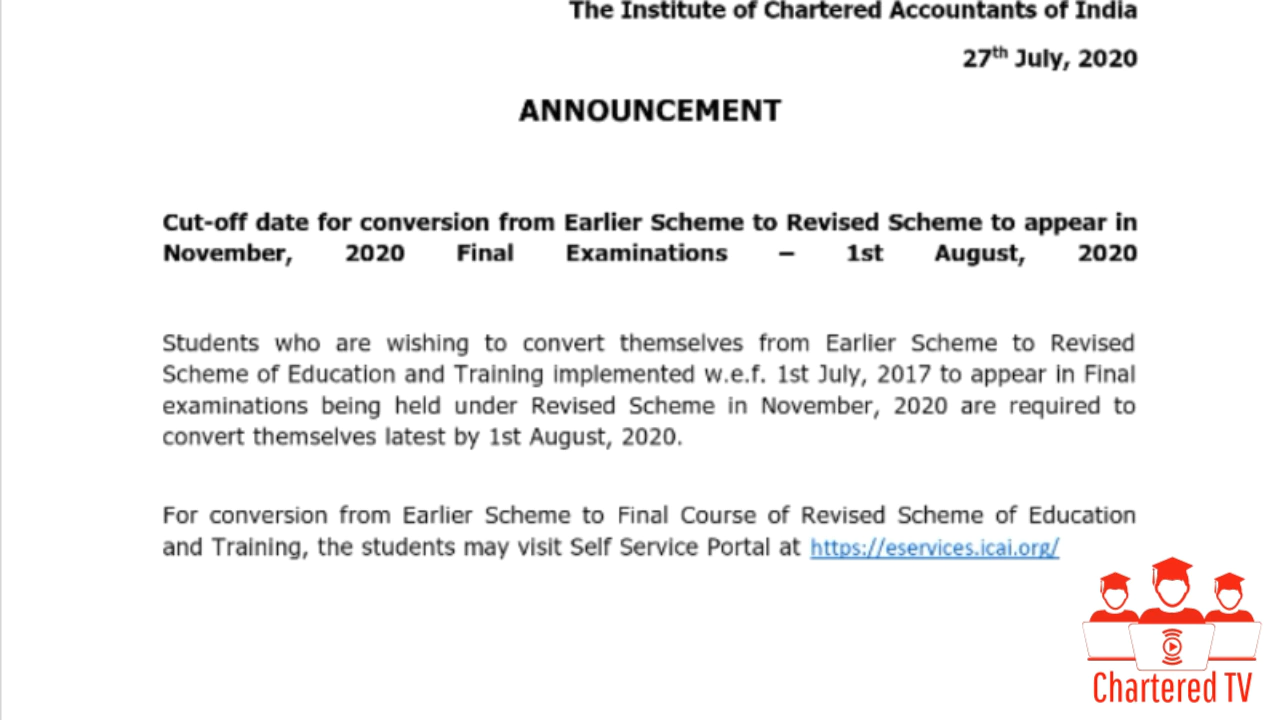 The Institute of Chartered Accountants of India
27th July, 2020
ANNOUNCEMENT
Cut-off date for conversion from Earlier Scheme to Revised Scheme to appear in
November, 2020 Final Examinations – 1st August, 2020
Students who are wishing to convert themselves from Earlier Scheme to Revised
Scheme of Education and Training implemented w.e.f. 1st July, 2017 to appear in Final
examinations being held under Revised Scheme in November, 2020 are required to
convert themselves latest by 1st August, 2020.
For conversion from Earlier Scheme to Final Course of Revised Scheme of Education
and Training, the students may visit Self Service Portal at https://eservices.icai.org/
Chartered TV